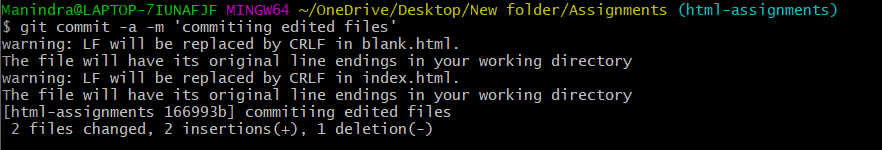 Manindra@LAPTOP-7IUNAFJF MINGW64 ~/OneDrive/Desktop/New folder/Assignments (html-assignments)
$ git commit -a -m 'commitiing edited files'
warning: LF will be replaced by CRLF in blank.html.
The file will have its original line endings in your working directory
warning: LF will be replaced by CRLF in index.html.
The file will have its original line endings in your working directory
[html-assignments 166993b] commitiing edited files
 2 files changed, 2 insertions(+), 1 deletion(-)